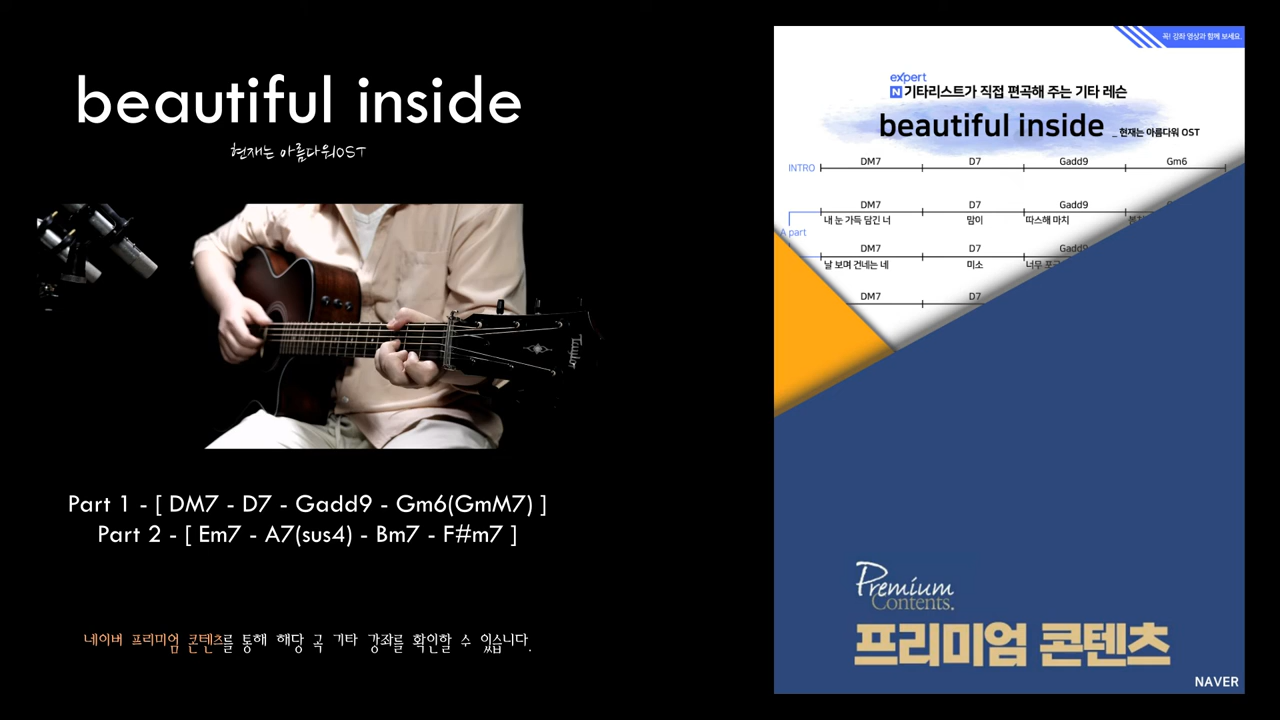 beautiful inside
현재는 아름다워OST
Taylor
Part 1 - [ DM7 - D7 - Gadd9 - Gm6(GmM7) ]
Part 2 - [ Em7 - A7(sus4) - Bm7 - F#m7 ]
네이버 프리미엄 콘텐츠를 통해 해당 곡 기타 강좌를 확인할 수 있습니다.
꼭! 강좌 영상과 함께 보세요.
expert
N 기타리스트가 직접 편곡해 주는 기타 레슨
beautiful inside _ 현재는 아름다워 OST
INTRO DM7 D7 Gadd9 Gm6
DM7 D7 Gadd9
내 눈 가득 담긴 너 맘이 따스해 마치
A part
DM7 D7 Gadd9
날 보며 건네는 네 미소 너무
DM7 D7
Premium
Contents.
프리미엄 콘텐츠
NAVER